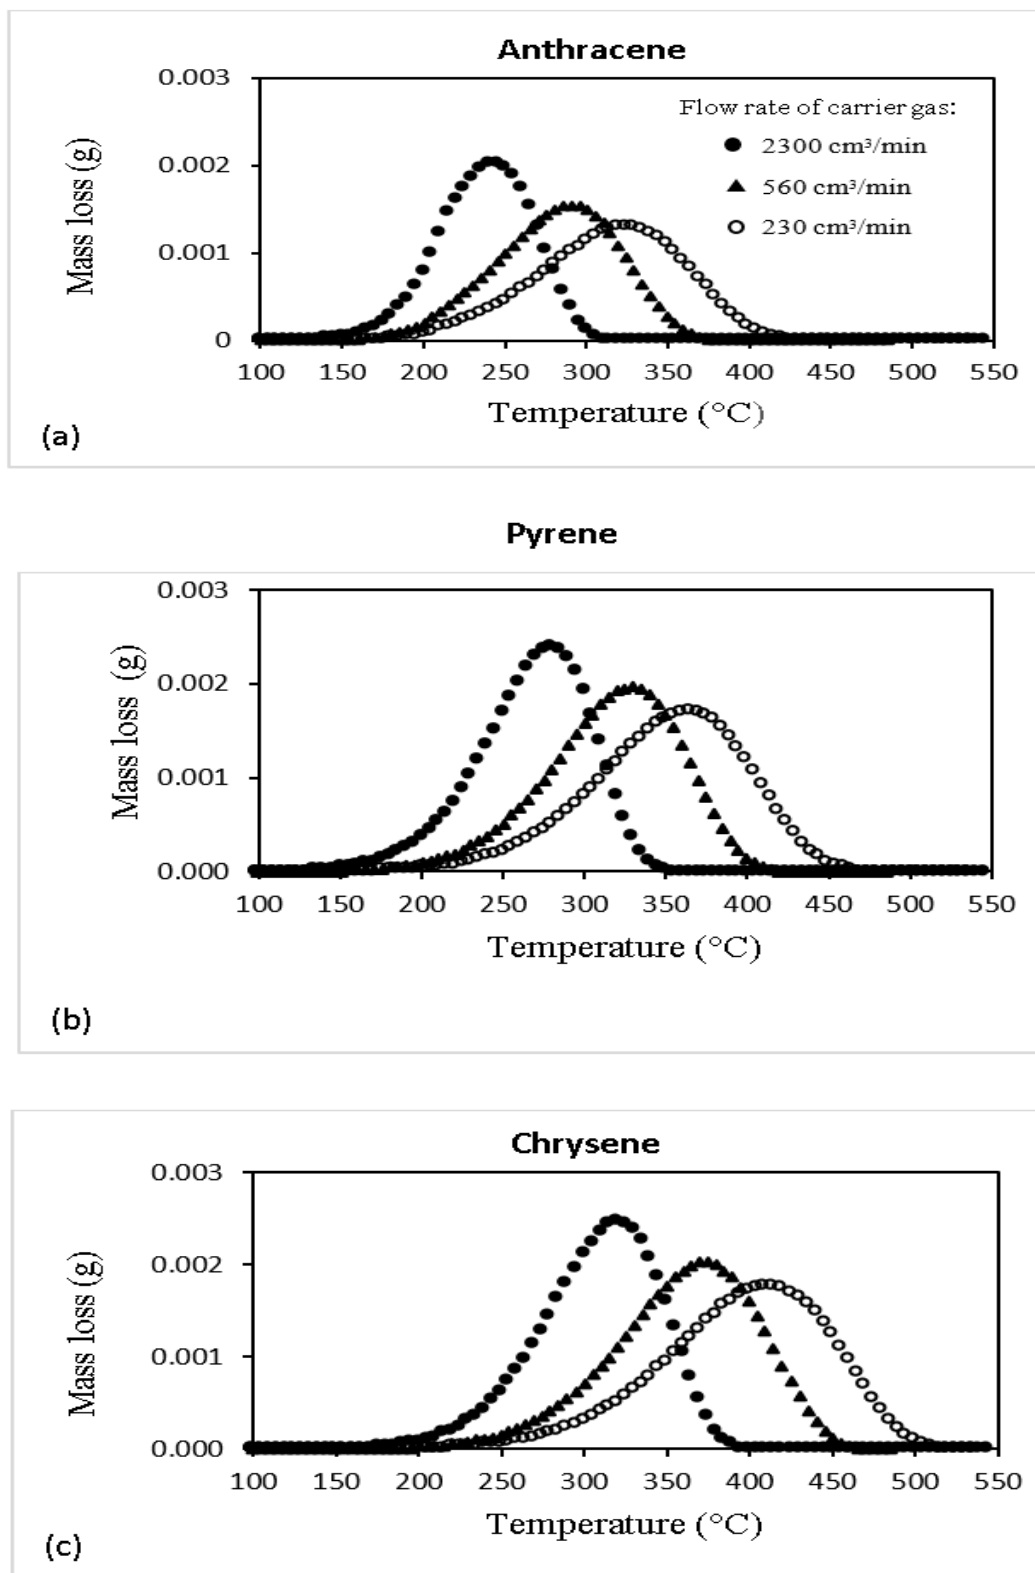 Anthracene
0.003
0.002
0.001
0
Mass loss (g)
Flow rate of carrier gas:
2300 cm³/min
560 cm³/min
230 cm³/min
100 150 200 250 300 350 400 450 500 550
Temperature (°C)
(a)
Pyrene
0.003
0.002
0.001
0.000
Mass loss (g)
100 150 200 250 300 350 400 450 500 550
Temperature (°C)
(b)
Chrysene
0.003
0.002
0.001
0.000
Mass loss (g)
100 150 200 250 300 350 400 450 500 550
Temperature (°C)
(c)